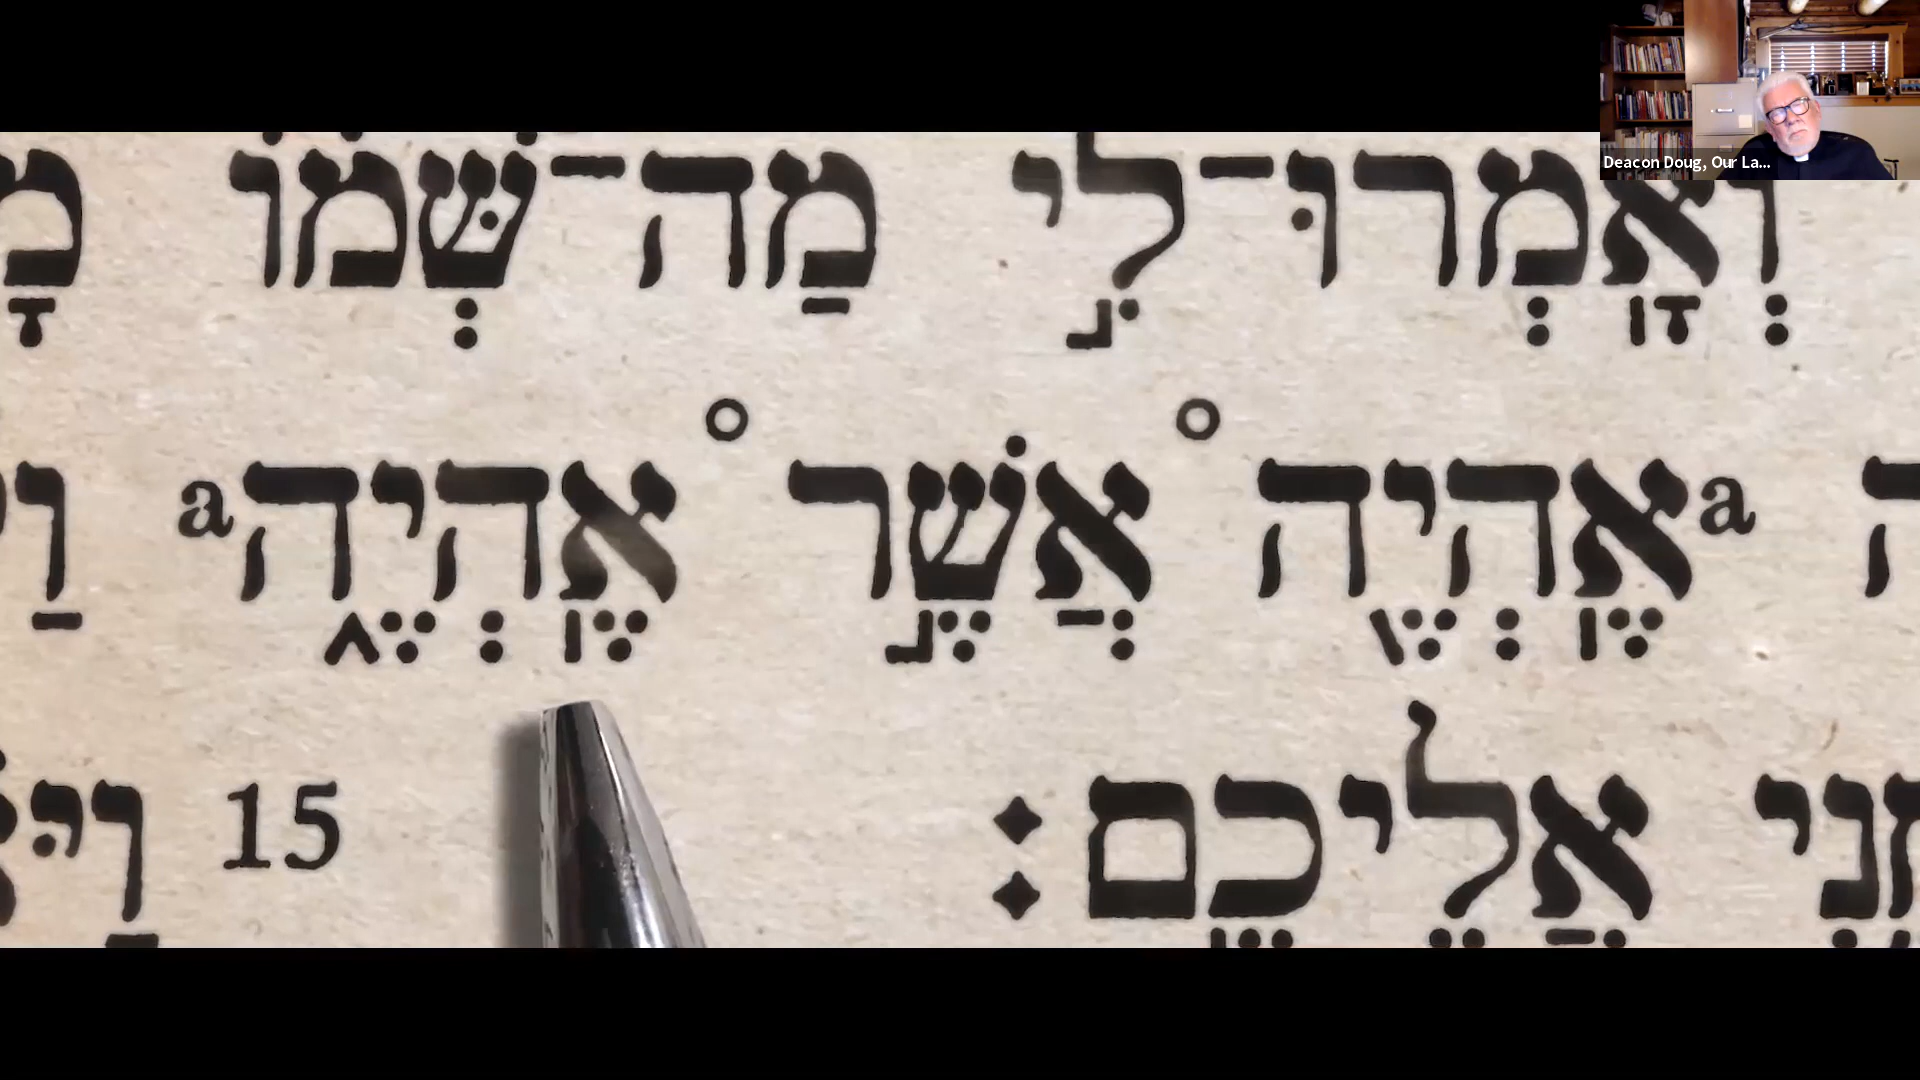 Deacon Doug, Our La...
וְאָמְרוּ־לִי מַה־שְּׁמוֹ
אֶהְיֶה אֲשֶׁר אֶהְיֶה
אֲלֵיכֶם׃ 15